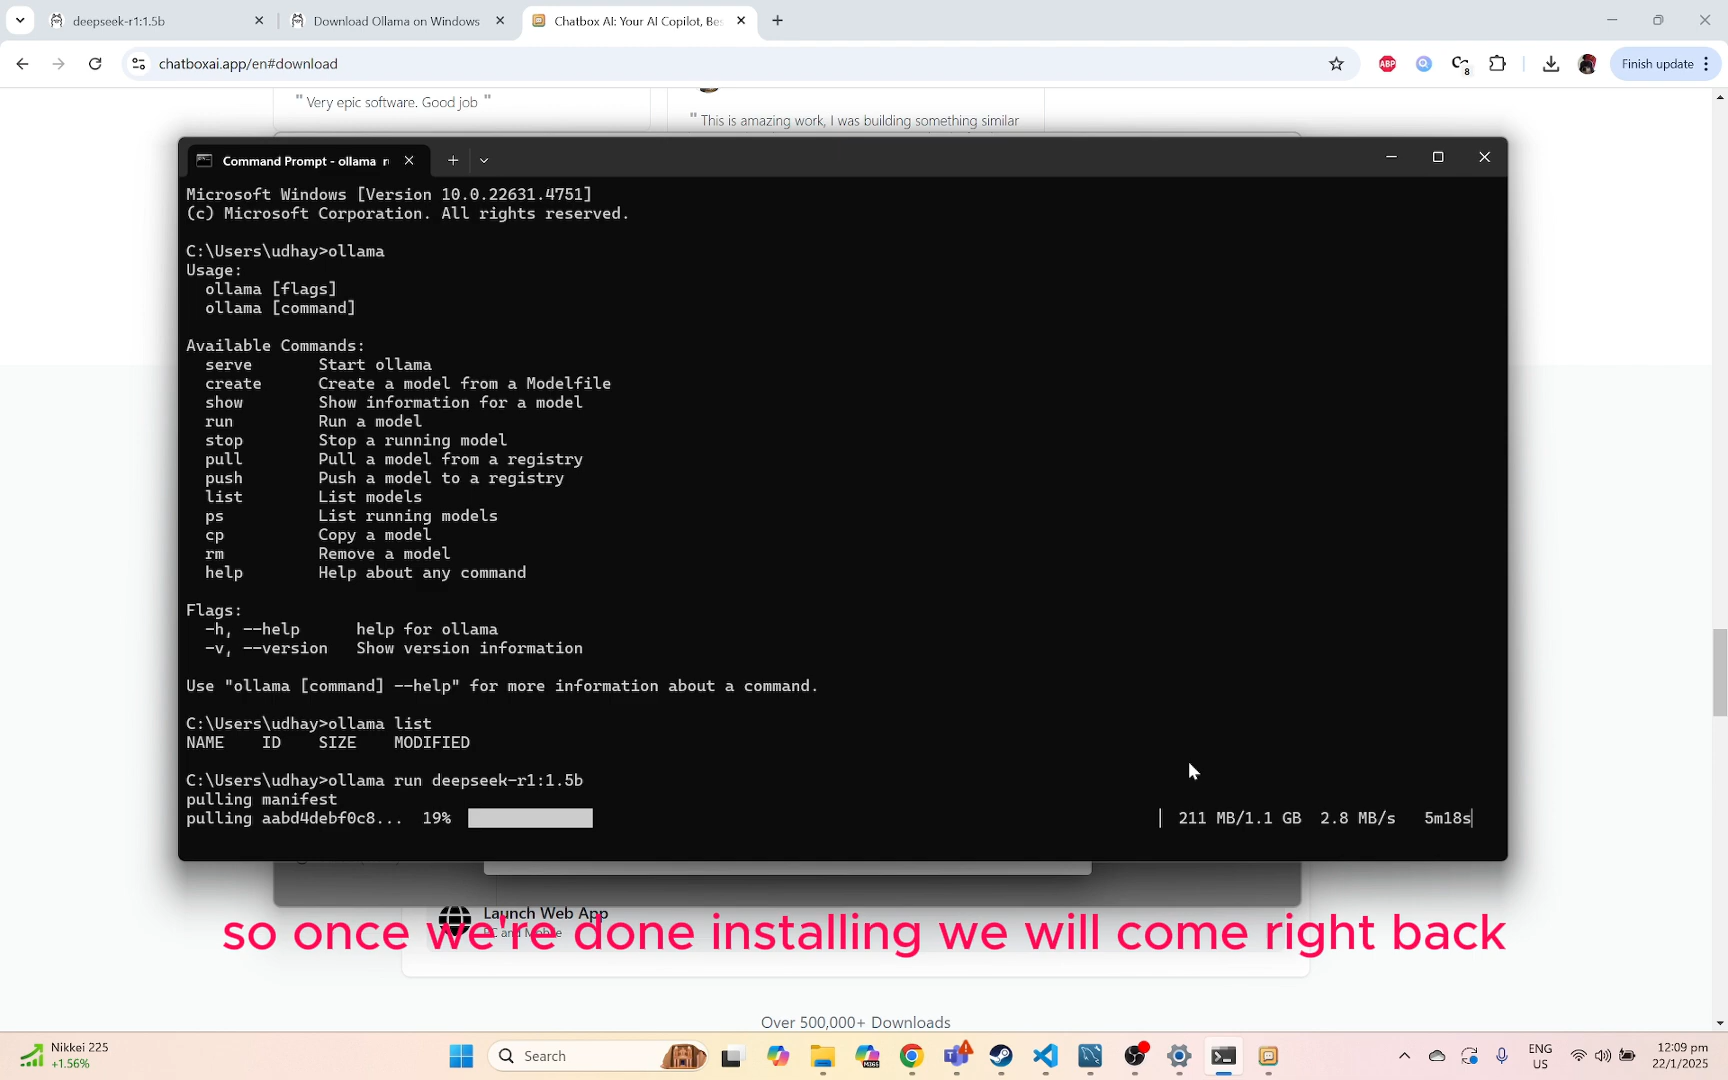 deepseek-r1:1.5b
Download Ollama on Windows
Chatbox AI: Your AI Copilot, Bes
chatboxai.app/en#download
ABP
8
Finish update
" Very epic software. Good job "
" This is amazing work, I was building something similar
Command Prompt - ollama r
Microsoft Windows [Version 10.0.22631.4751]
(c) Microsoft Corporation. All rights reserved.
C:\Users\udhay>ollama
Usage:
ollama [flags]
ollama [command]
Available Commands:
serve Start ollama
create Create a model from a Modelfile
show Show information for a model
run Run a model
stop Stop a running model
pull Pull a model from a registry
push Push a model to a registry
list List models
ps List running models
cp Copy a model
rm Remove a model
help Help about any command
Flags:
-h, --help help for ollama
-v, --version Show version information
Use "ollama [command] --help" for more information about a command.
C:\Users\udhay>ollama list
NAME ID SIZE MODIFIED
C:\Users\udhay>ollama run deepseek-r1:1.5b
pulling manifest
pulling aabd4debf0c8... 19% 211 MB/1.1 GB 2.8 MB/s 5m18s
Launch Web App
PC and Mobile
so once we're done installing we will come right back
Over 500,000+ Downloads
Nikkei 225
+1.56%
Search
M365
ENG
US
12:09 pm
22/1/2025